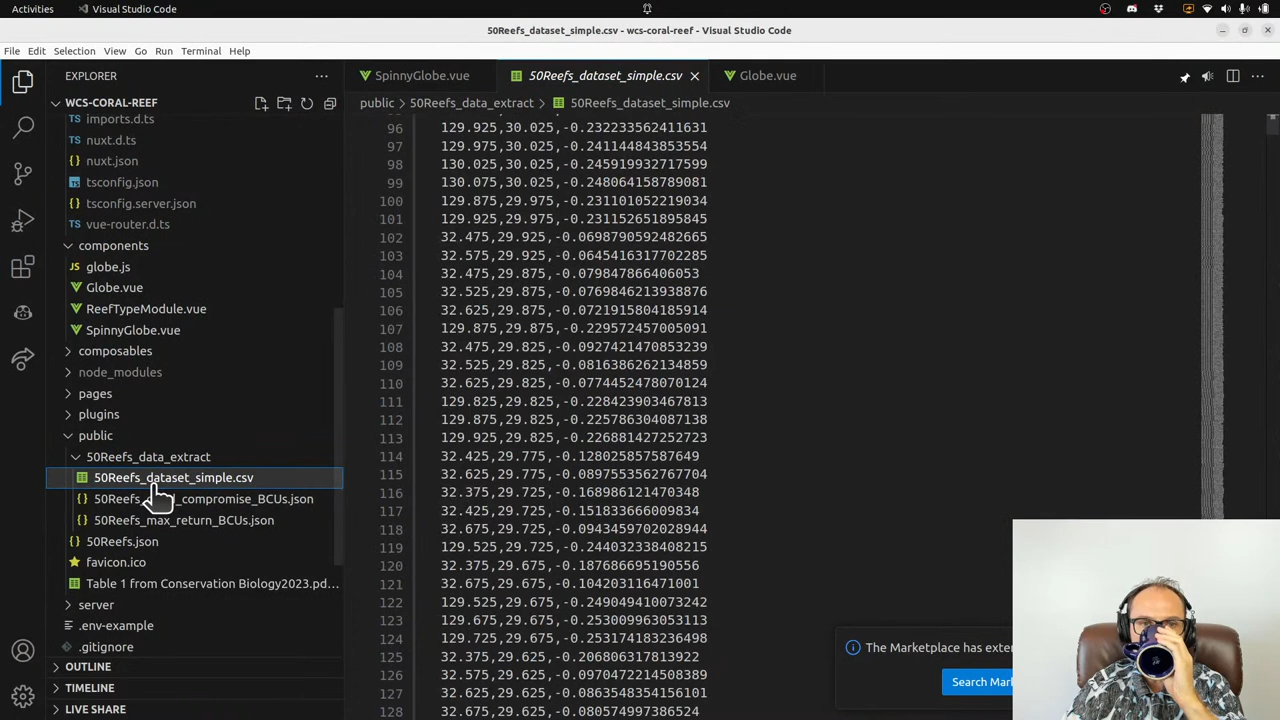 Activities
Visual Studio Code
50Reefs_dataset_simple.csv - wcs-coral-reef - Visual Studio Code
File Edit Selection View Go Run Terminal Help
EXPLORER
SpinnyGlobe.vue
50Reefs_dataset_simple.csv
Globe.vue
WCS-CORAL-REEF
public > 50Reefs_data_extract > 50Reefs_dataset_simple.csv
TS imports.d.ts
TS nuxt.d.ts
{} nuxt.json
tsconfig.json
{} tsconfig.server.json
TS vue-router.d.ts
components
JS globe.js
Globe.vue
ReefTypeModule.vue
SpinnyGlobe.vue
composables
node_modules
pages
plugins
public
50Reefs_data_extract
50Reefs_dataset_simple.csv
{} 50Reefs_ _compromise_BCUs.json
{} 50Reefs_max_return_BCUs.json
{} 50Reefs.json
favicon.ico
Table 1 from Conservation Biology2023.pd...
server
.env-example
.gitignore
OUTLINE
TIMELINE
LIVE SHARE
96 129.925,30.025,-0.232233562411631
97 129.975,30.025,-0.241144843853554
98 130.025,30.025,-0.245919932717599
99 130.075,30.025,-0.248064158789081
100 129.875,29.975,-0.231101052219034
101 129.925,29.975,-0.231152651895845
102 32.475,29.925,-0.0698790592482665
103 32.575,29.925,-0.0645416317702285
104 32.475,29.875,-0.079847866406053
105 32.525,29.875,-0.0769846213938876
106 32.625,29.875,-0.0721915804185914
107 129.875,29.875,-0.229572457005091
108 32.475,29.825,-0.0927421470853239
109 32.525,29.825,-0.0816386262134859
110 32.625,29.825,-0.0774452478070124
111 129.825,29.825,-0.228423903467813
112 129.875,29.825,-0.225786304087138
113 129.925,29.825,-0.226881437252723
114 32.425,29.775,-0.128025857587649
115 32.625,29.775,-0.0897553562767704
116 32.375,29.725,-0.168986121470348
117 32.425,29.725,-0.151833666009834
118 32.675,29.725,-0.0943459702028944
119 129.525,29.725,-0.244032338408215
120 32.375,29.675,-0.187686695190556
121 32.675,29.675,-0.104203116471001
122 129.525,29.675,-0.249049410073242
123 129.675,29.675,-0.253009963053113
124 129.725,29.675,-0.253174183236498
125 32.375,29.625,-0.206806317813922
126 32.575,29.625,-0.0970472214508389
127 32.625,29.625,-0.0863548354156101
128 32.675,29.625,-0.080574997386524
The Marketplace has exten
Search Mark